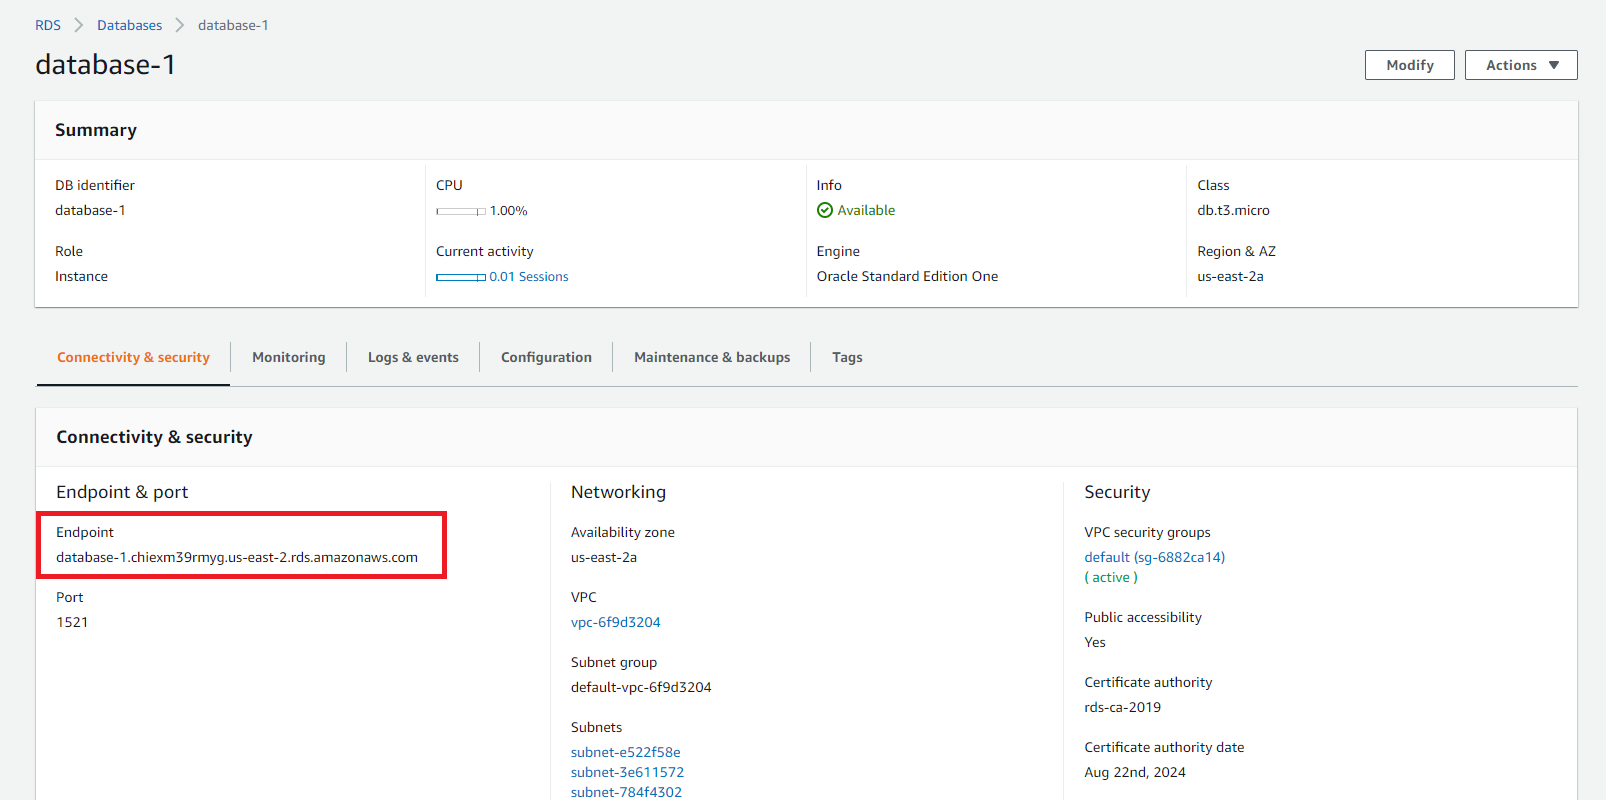 RDS > Databases > database-1
database-1
Modify
Actions
Summary
DB identifier
database-1
CPU
1.00%
Info
Available
Class
db.t3.micro
Role
Instance
Current activity
0.01 Sessions
Engine
Oracle Standard Edition One
Region & AZ
us-east-2a
Connectivity & security
Monitoring
Logs & events
Configuration
Maintenance & backups
Tags
Connectivity & security
Endpoint & port
Endpoint
database-1.chiexm39rmyg.us-east-2.rds.amazonaws.com
Port
1521
Networking
Availability zone
us-east-2a
VPC
vpc-6f9d3204
Subnet group
default-vpc-6f9d3204
Subnets
subnet-e522f58e
subnet-3e611572
subnet-784f4302
Security
VPC security groups
default (sg-6882ca14)
( active )
Public accessibility
Yes
Certificate authority
rds-ca-2019
Certificate authority date
Aug 22nd, 2024